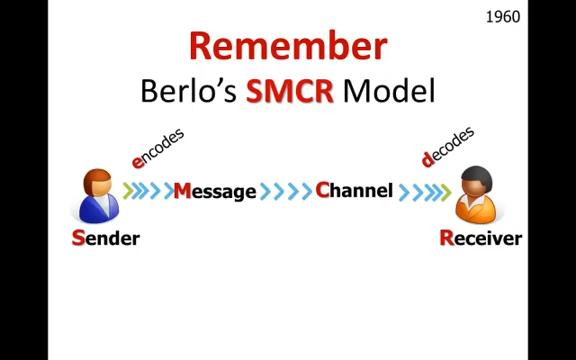 1960
Remember
Berlo's SMCR Model
encodes
decodes
Message
Channel
Sender
Receiver